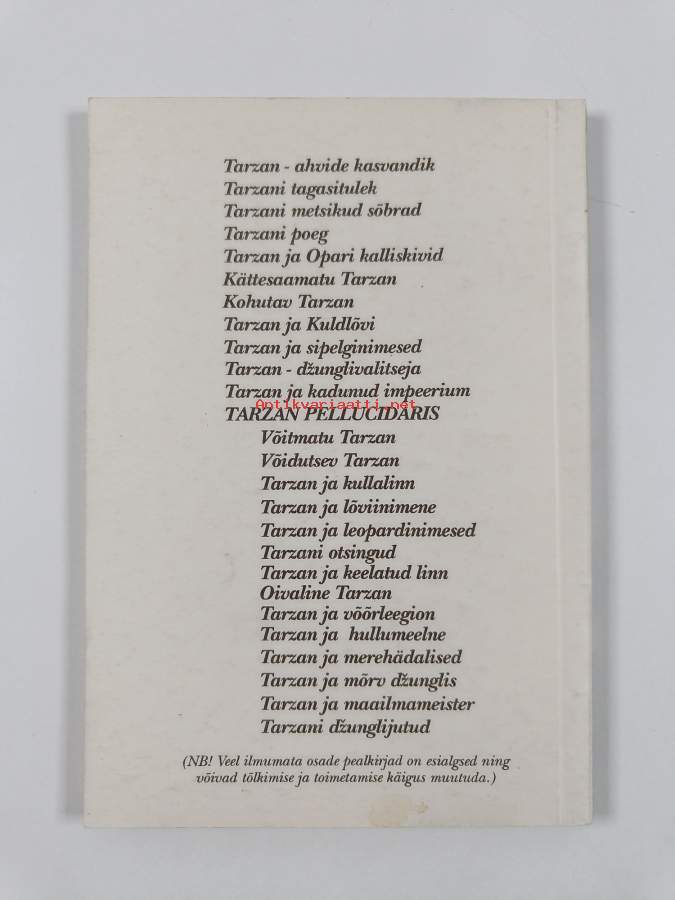 Tarzan - ahvide kasvandik
Tarzani tagasitulek
Tarzani metsikud sõbrad
Tarzani poeg
Tarzan ja Opari kalliskivid
Kättesaamatu Tarzan
Kohutav Tarzan
Tarzan ja Kuldlõvi
Tarzan ja sipelginimesed
Tarzan - džunglivalitseja
Tarzan ja kadunud impeerium
Antikvariaatti.net
TARZAN PELLUCIDARIS
Võitmatu Tarzan
Võidutsev Tarzan
Tarzan ja kullalinn
Tarzan ja lõviinimene
Tarzan ja leopardinimesed
Tarzani otsingud
Tarzan ja keelatud linn
Oivaline Tarzan
Tarzan ja võõrleegion
Tarzan ja hullumeelne
Tarzan ja merehädalised
Tarzan ja mõrv džunglis
Tarzan ja maailmameister
Tarzani džunglijutud
(NB! Veel ilmumata osade pealkirjad on esialgsed ning
võivad tõlkimise ja toimetamise käigus muutuda.)